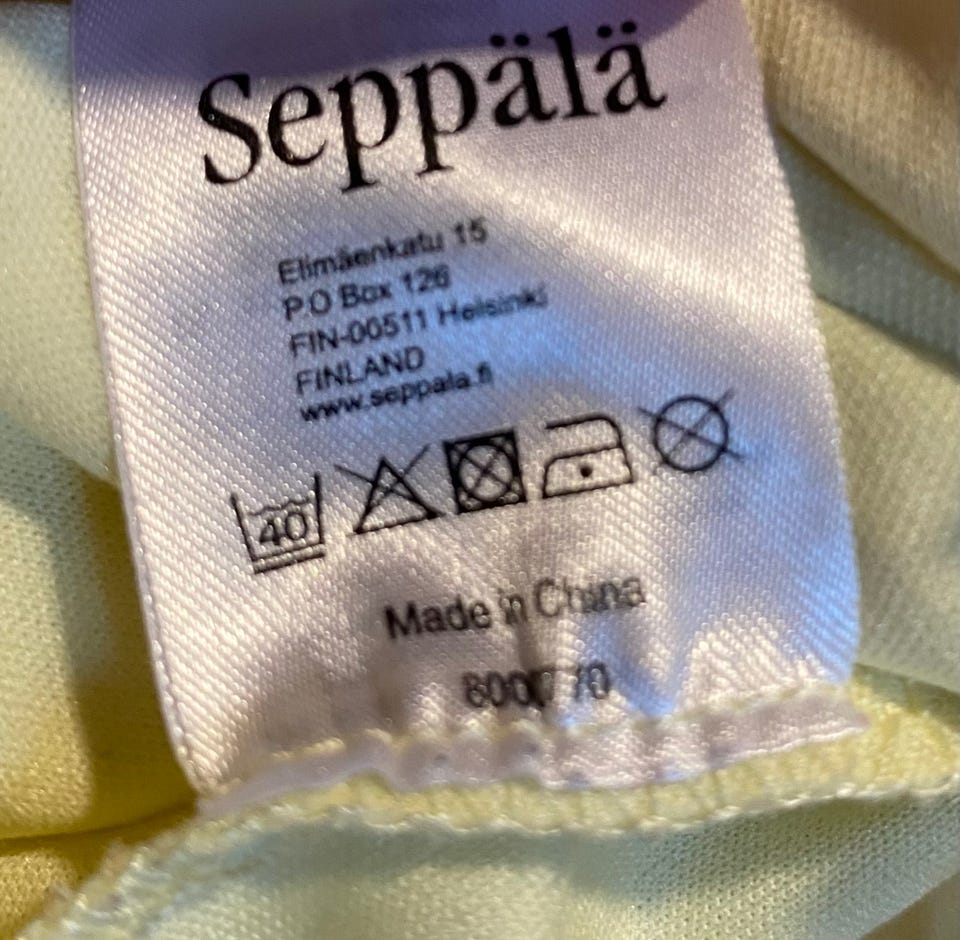 Seppälä
Elimäenkatu 15
P.O Box 126
FIN-00511 Helsinki
FINLAND
www.seppala.fi
40
Made in China